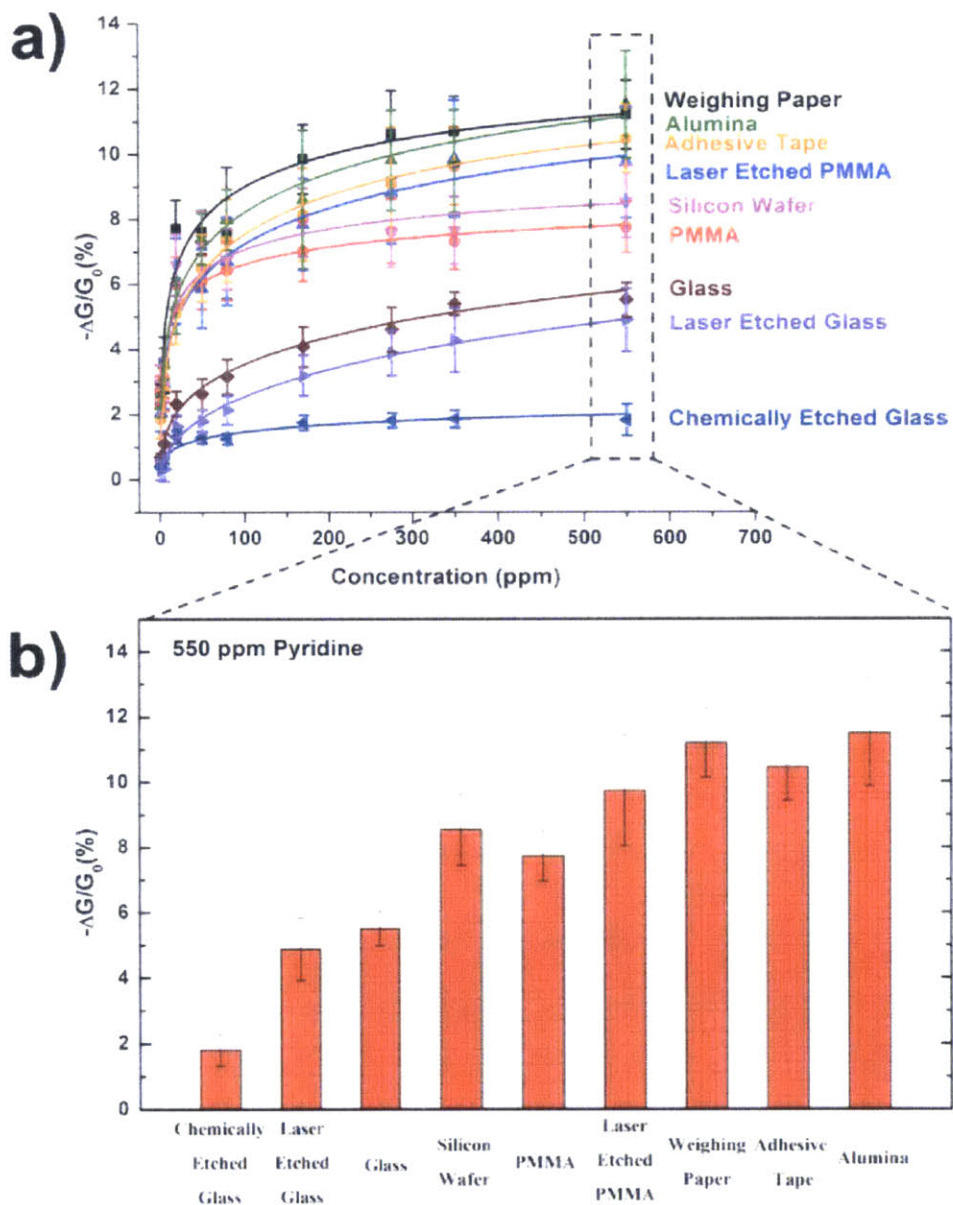 a)
14
12
10
8
6
4
2
0
-ΔG/G0(%)
Weighing Paper
Alumina
Adhesive Tape
Laser Etched PMMA
Silicon Wafer
PMMA
Glass
Laser Etched Glass
Chemically Etched Glass
0 100 200 300 400 500 600 700
Concentration (ppm)
b)
550 ppm Pyridine
14
12
10
8
6
4
2
0
-ΔG/G0(%)
Chemically
Etched
Glass
Laser
Etched
Glass
Glass
Silicon
Wafer
PMMA
Laser
Etched
PMMA
Weighing
Paper
Adhesive
Tape
Alumina